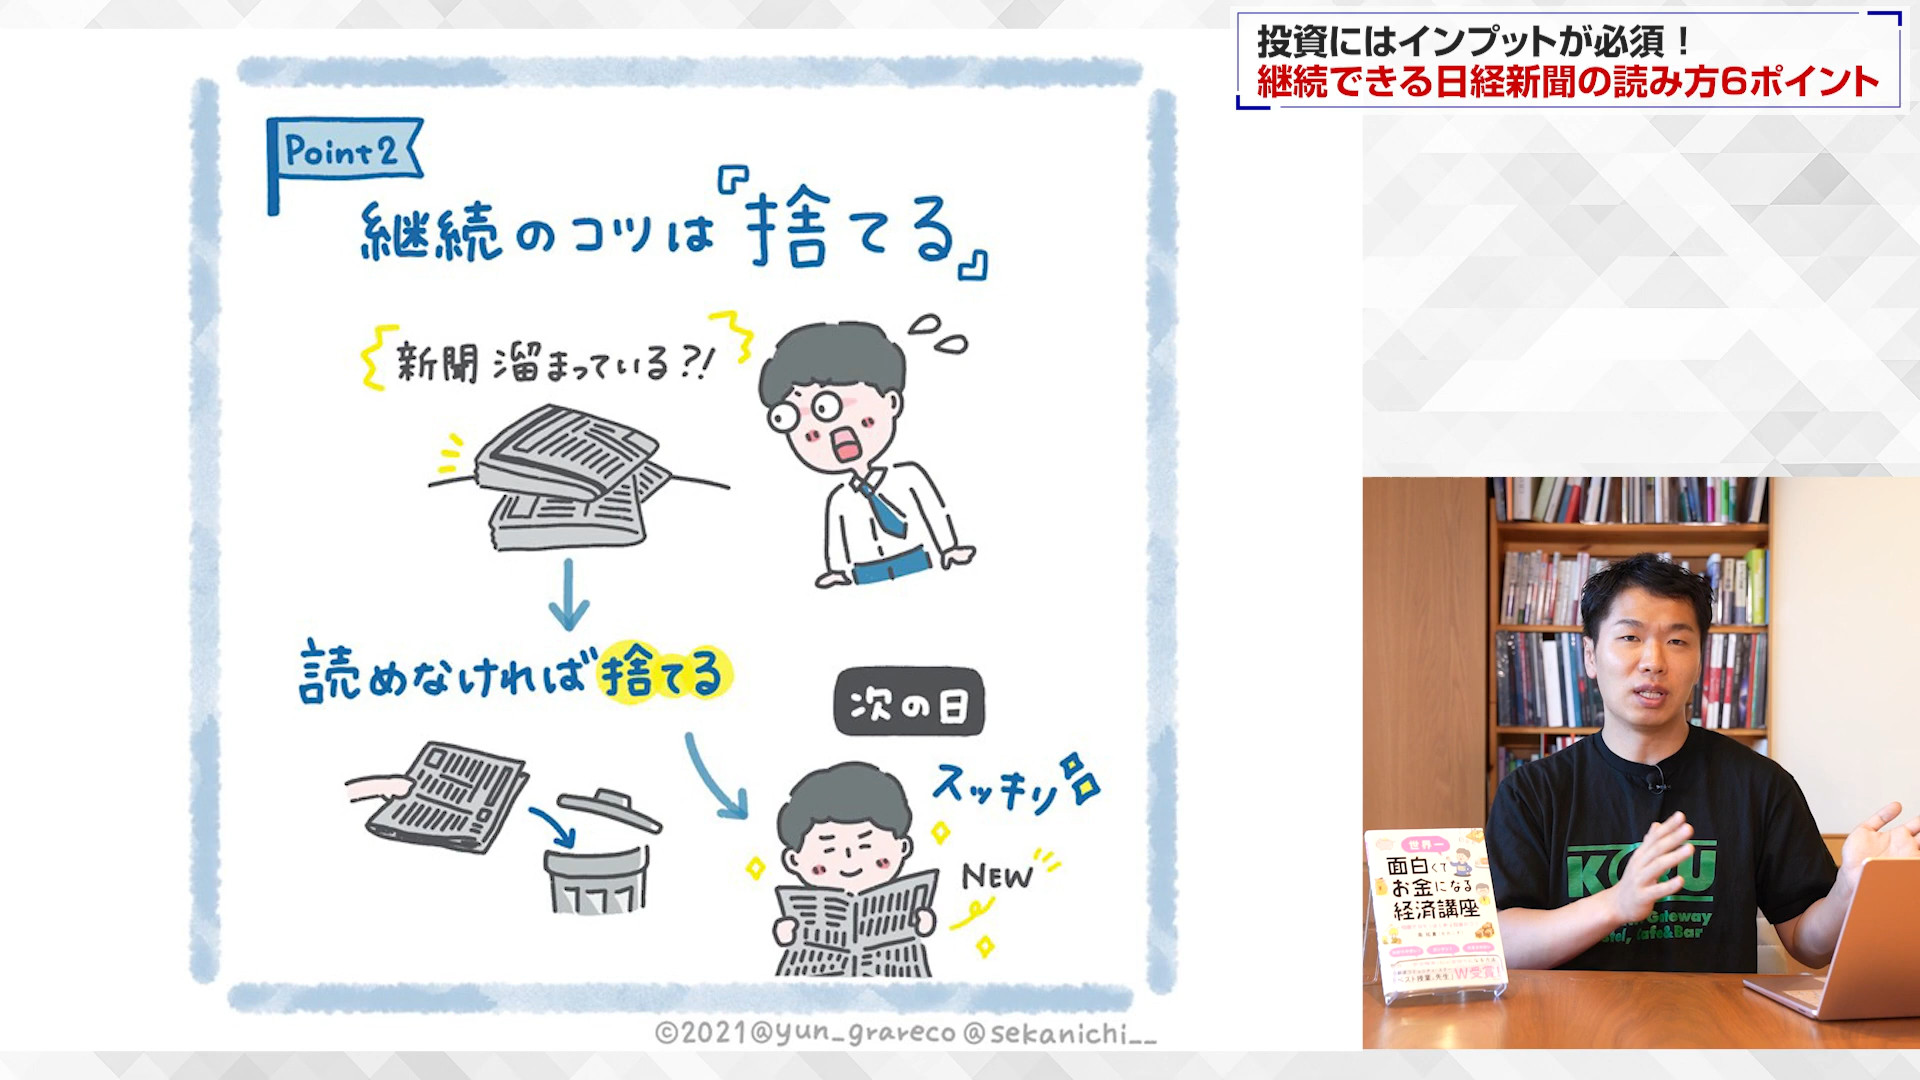 投資にはインプットが必須！
継続できる日経新聞の読み方6ポイント
Point2
継続のコツは『捨てる』
新聞溜まっている?!
読めなければ捨てる
次の日
スッキリ
NEW
©2021@yun_grareco @sekanichi__
世界一
面白くて
お金になる
経済講座
W受賞!